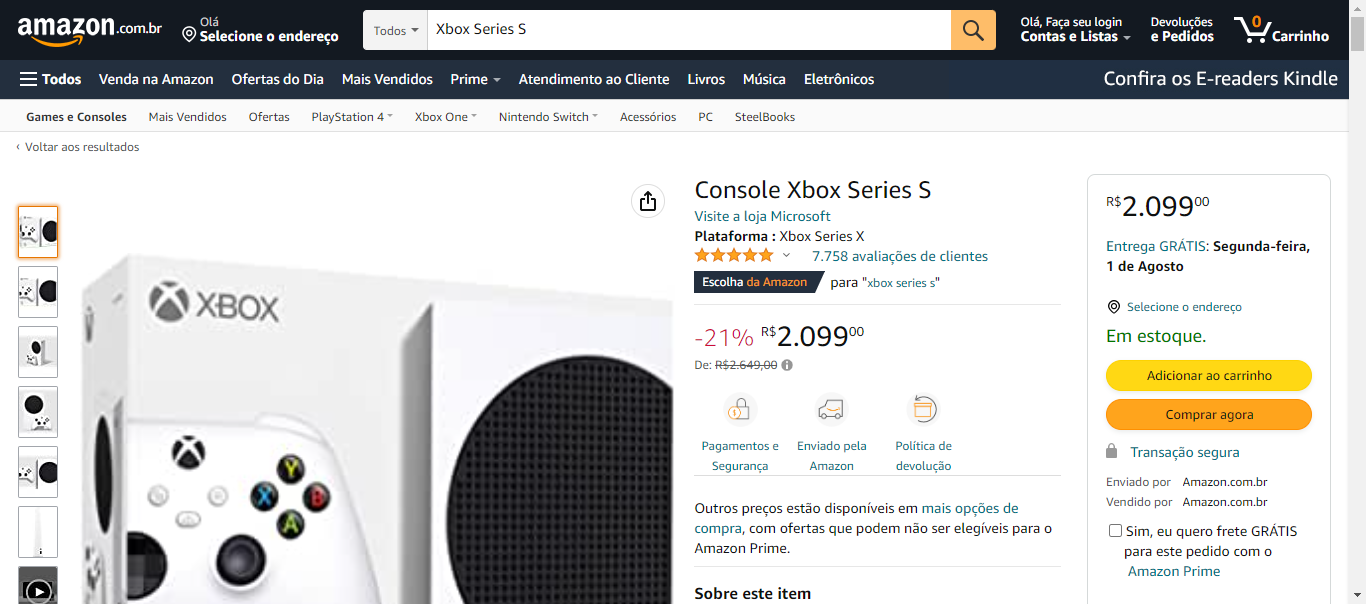 amazon.com.br
Olá
Selecione o endereço
Todos
Xbox Series S
Olá, Faça seu login
Contas e Listas
Devoluções
e Pedidos
0
Carrinho
Todos
Venda na Amazon
Ofertas do Dia
Mais Vendidos
Prime
Atendimento ao Cliente
Livros
Música
Eletrônicos
Confira os E-readers Kindle
Games e Consoles
Mais Vendidos
Ofertas
PlayStation 4
Xbox One
Nintendo Switch
Acessórios
PC
SteelBooks
‹ Voltar aos resultados
XBOX
Y
X
B
A
Console Xbox Series S
Visite a loja Microsoft
Plataforma : Xbox Series X
7.758 avaliações de clientes
Escolha da Amazon para "xbox series s"
-21% R$2.09900
De: R$2.649,00
Pagamentos e
Segurança
Enviado pela
Amazon
Política de
devolução
Outros preços estão disponíveis em mais opções de
compra, com ofertas que podem não ser elegíveis para o
Amazon Prime.
Sobre este item
R$2.09900
Entrega GRÁTIS: Segunda-feira,
1 de Agosto
Selecione o endereço
Em estoque.
Adicionar ao carrinho
Comprar agora
Transação segura
Enviado por Amazon.com.br
Vendido por Amazon.com.br
Sim, eu quero frete GRÁTIS
para este pedido com o
Amazon Prime